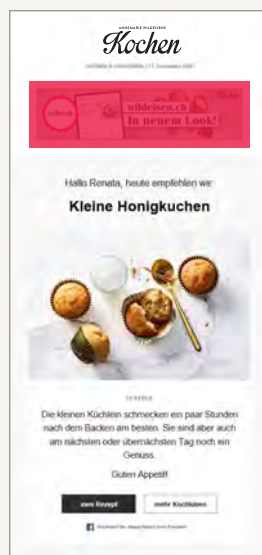 ANNEMARIE WILDEISENS
Kochen
wildeisen.ch
In neuem Look!
Hallo Renata, heute empfehlen wir:
Kleine Honigkuchen
Die kleinen Küchlein schmecken ein paar Stunden
nach dem Backen am besten. Sie sind aber auch
am nächsten oder übernächsten Tag noch ein
Genuss.
Guten Appetit!
zum Rezept
mehr Kochideen